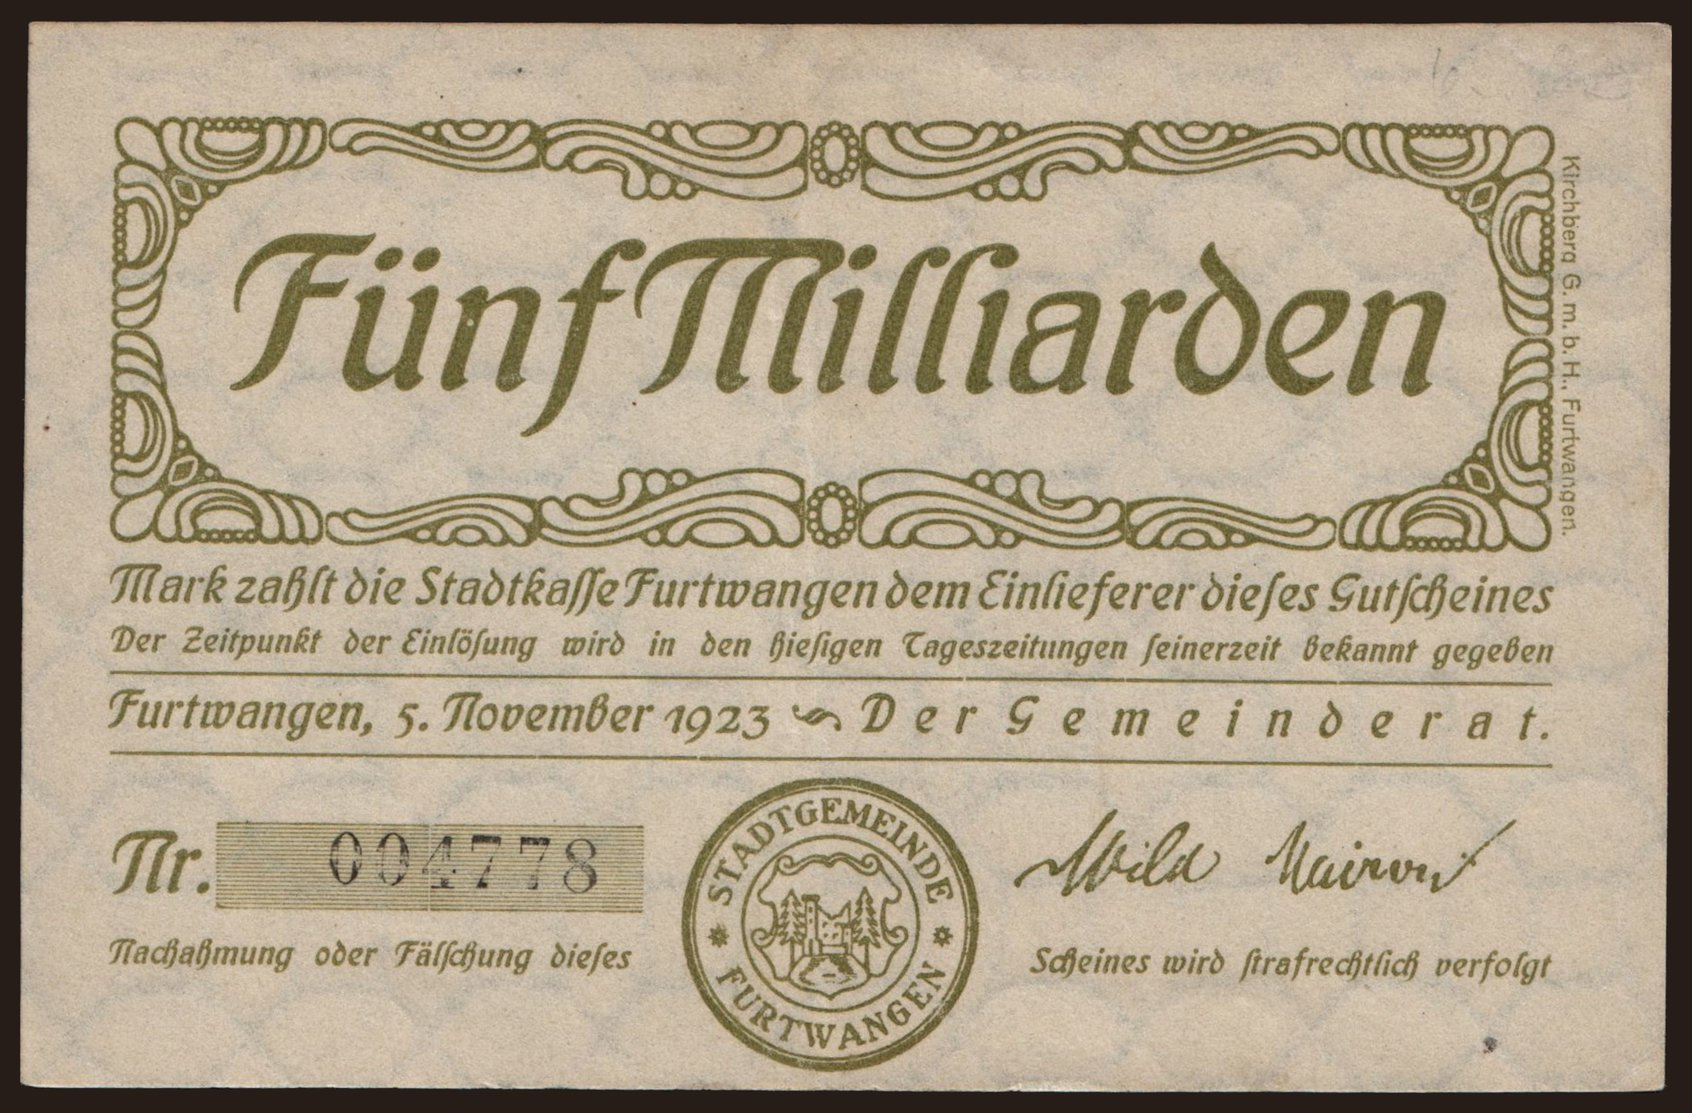 Fünf Milliarden
Kirchberg G. m. b. H., Furtwangen.
Mark zahlt die Stadtkasse Furtwangen dem Einlieferer dieses Gutscheines
Der Zeitpunkt der Einlösung wird in den hiesigen Tageszeitungen seinerzeit bekannt gegeben
Furtwangen, 5. November 1923 Der Gemeinderat.
Nr. 004778
STADTGEMEINDE
FURTWANGEN
Nachahmung oder Fälschung dieses Scheines wird strafrechtlich verfolgt